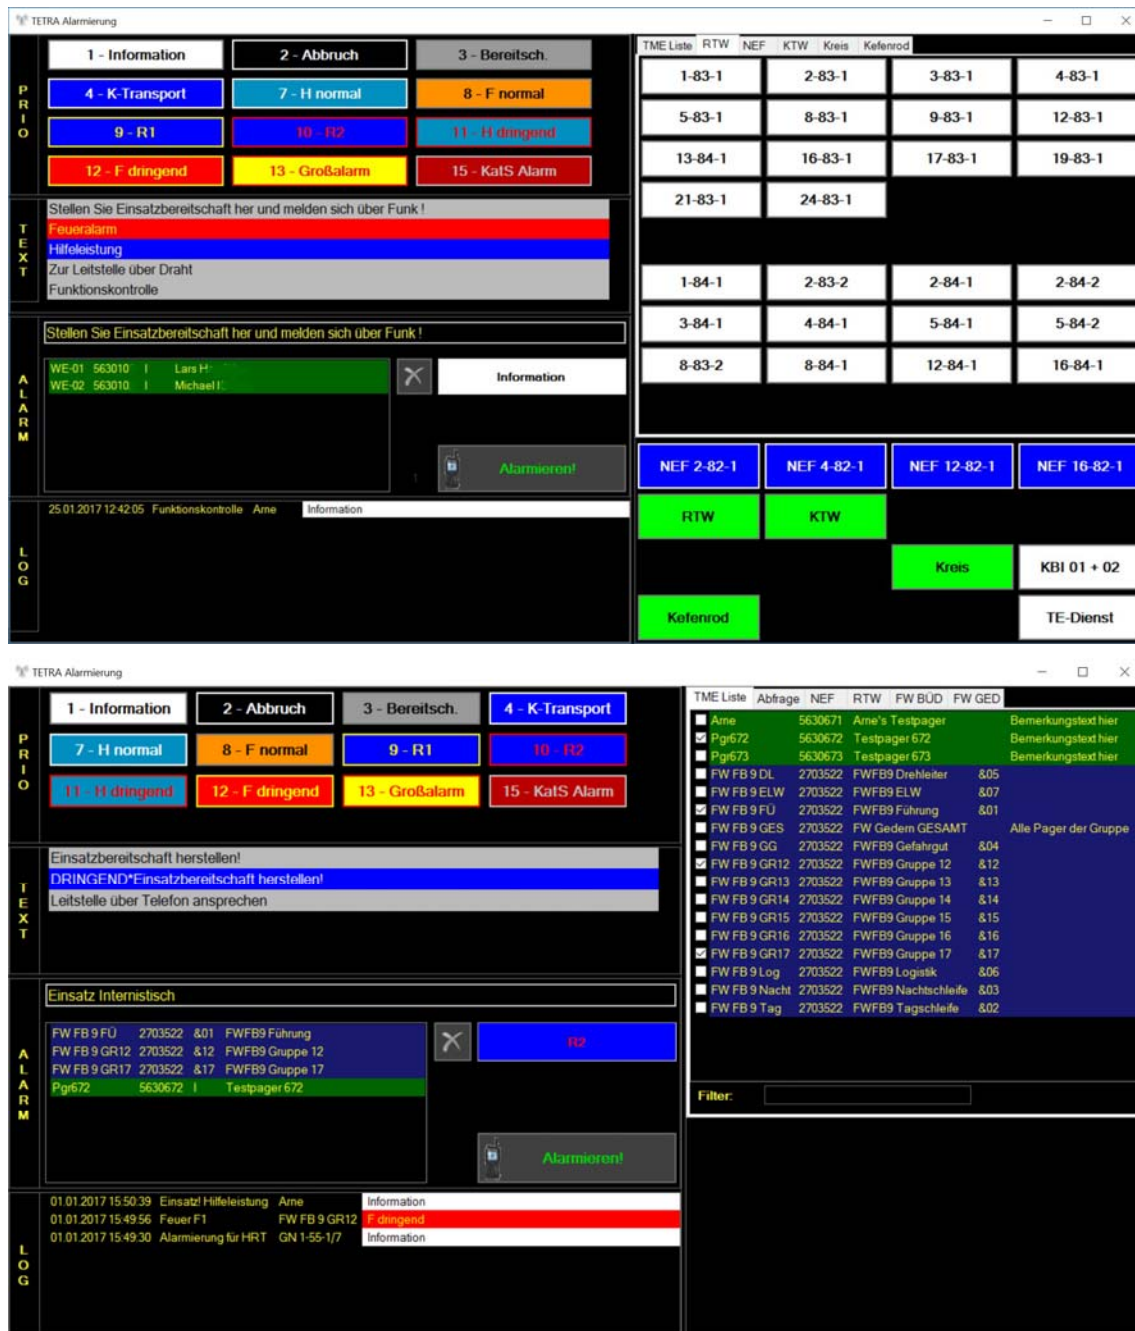 TETRA Alarmierung
PRIO
1 - Information 2 - Abbruch 3 - Bereitsch.
4 - K-Transport 7 - H normal 8 - F normal
9 - R1 10 - R2 11 - H dringend
12 - F dringend 13 - Großalarm 15 - KatS Alarm
TEXT
Stellen Sie Einsatzbereitschaft her und melden sich über Funk !
Feueralarm
Hilfeleistung
Zur Leitstelle über Draht
Funktionskontrolle
ALARM
Stellen Sie Einsatzbereitschaft her und melden sich über Funk !
WE-01 563010 I Lars H
WE-02 563010 I Michael
Information
Alarmieren!
LOG
25.01.2017 12:42:05 Funktionskontrolle Arne Information
TME Liste RTW NEF KTW Kreis Kefenrod
1-83-1 2-83-1 3-83-1 4-83-1
5-83-1 8-83-1 9-83-1 12-83-1
13-84-1 16-83-1 17-83-1 19-83-1
21-83-1 24-83-1
1-84-1 2-83-2 2-84-1 2-84-2
3-84-1 4-84-1 5-84-1 5-84-2
8-83-2 8-84-1 12-84-1 16-84-1
NEF 2-82-1 NEF 4-82-1 NEF 12-82-1 NEF 16-82-1
RTW KTW
Kreis KBI 01 + 02
Kefenrod TE-Dienst
TETRA Alarmierung
PRIO
1 - Information 2 - Abbruch 3 - Bereitsch. 4 - K-Transport
7 - H normal 8 - F normal 9 - R1 10 - R2
11 - H dringend 12 - F dringend 13 - Großalarm 15 - KatS Alarm
TEXT
Einsatzbereitschaft herstellen!
DRINGEND*Einsatzbereitschaft herstellen!
Leitstelle über Telefon ansprechen
ALARM
Einsatz Internistisch
FW FB 9 FÜ 2703522 &01 FWFB9 Führung
FW FB 9 GR12 2703522 &12 FWFB9 Gruppe 12
FW FB 9 GR17 2703522 &17 FWFB9 Gruppe 17
Pgr672 5630672 I Testpager 672
R2
Alarmieren!
LOG
01.01.2017 15:50:39 Einsatz! Hilfeleistung Arne Information
01.01.2017 15:49:56 Feuer F1 FW FB 9 GR12 F dringend
01.01.2017 15:49:30 Alarmierung für HRT GN 1-55-1/7 Information
TME Liste Abfrage NEF RTW FW BÜD FW GED
Arne 5630671 Arne's Testpager Bemerkungstext hier
Pgr672 5630672 Testpager 672 Bemerkungstext hier
Pgr673 5630673 Testpager 673 Bemerkungstext hier
FW FB 9 DL 2703522 FWFB9 Drehleiter &05
FW FB 9 ELW 2703522 FWFB9 ELW &07
FW FB 9 FÜ 2703522 FWFB9 Führung &01
FW FB 9 GES 2703522 FW Gedern GESAMT Alle Pager der Gruppe
FW FB 9 GG 2703522 FWFB9 Gefahrgut &04
FW FB 9 GR12 2703522 FWFB9 Gruppe 12 &12
FW FB 9 GR13 2703522 FWFB9 Gruppe 13 &13
FW FB 9 GR14 2703522 FWFB9 Gruppe 14 &14
FW FB 9 GR15 2703522 FWFB9 Gruppe 15 &15
FW FB 9 GR16 2703522 FWFB9 Gruppe 16 &16
FW FB 9 GR17 2703522 FWFB9 Gruppe 17 &17
FW FB 9 Log 2703522 FWFB9 Logistik &06
FW FB 9 Nacht 2703522 FWFB9 Nachtschleife &03
FW FB 9 Tag 2703522 FWFB9 Tagschleife &02
Filter: